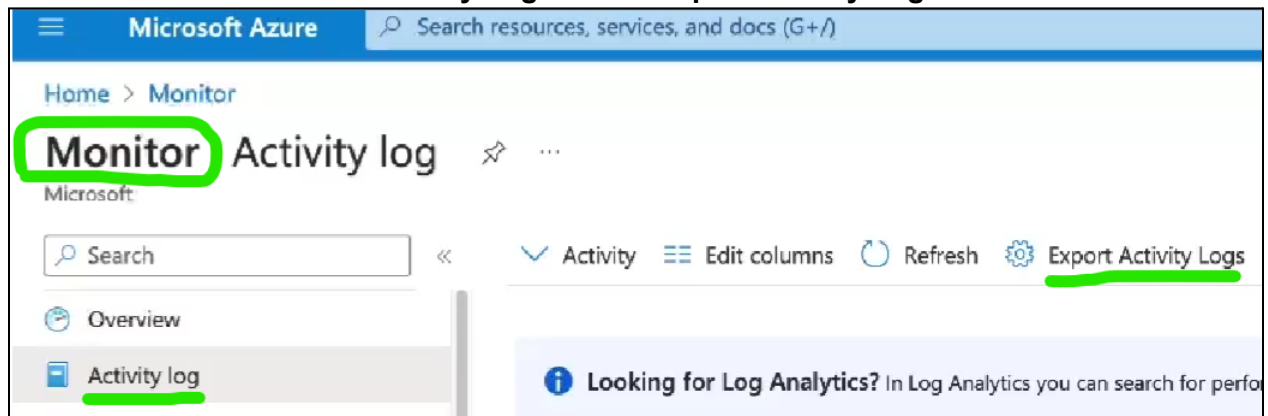 Microsoft Azure Search resources, services, and docs (G+/)
Home > Monitor
Monitor Activity log ...
Microsoft
Search « Activity Edit columns Refresh Export Activity Logs
Overview
Activity log
Looking for Log Analytics? In Log Analytics you can search for